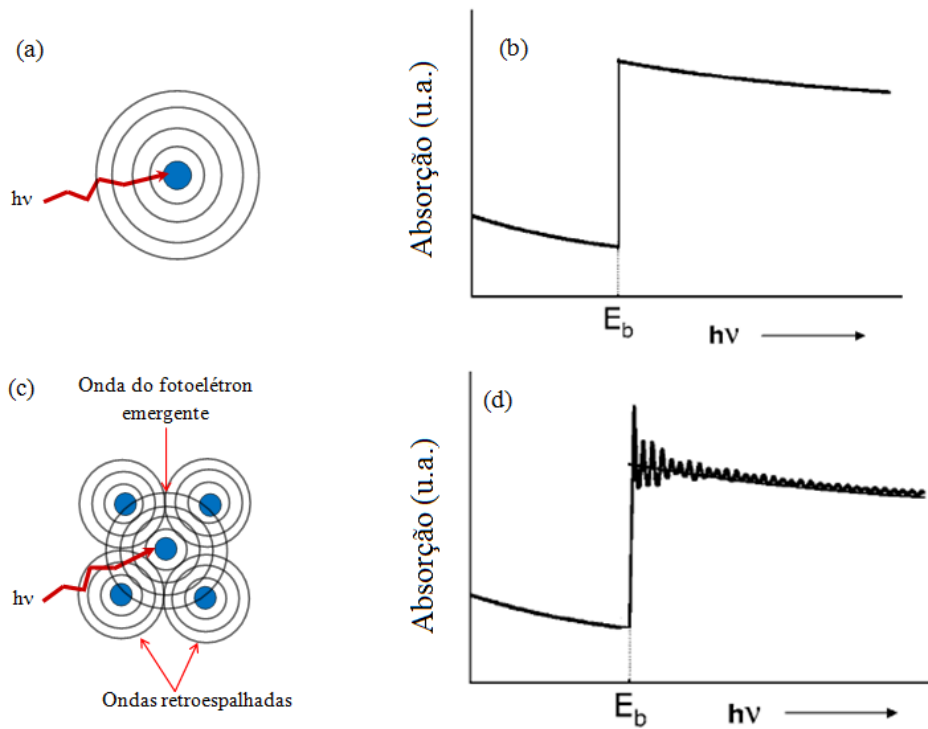 (a)
hν
(b)
Absorção (u.a.)
E_b
hν
(c)
Onda do fotoelétron
emergente
hν
Ondas retroespalhadas
(d)
Absorção (u.a.)
E_b
hν